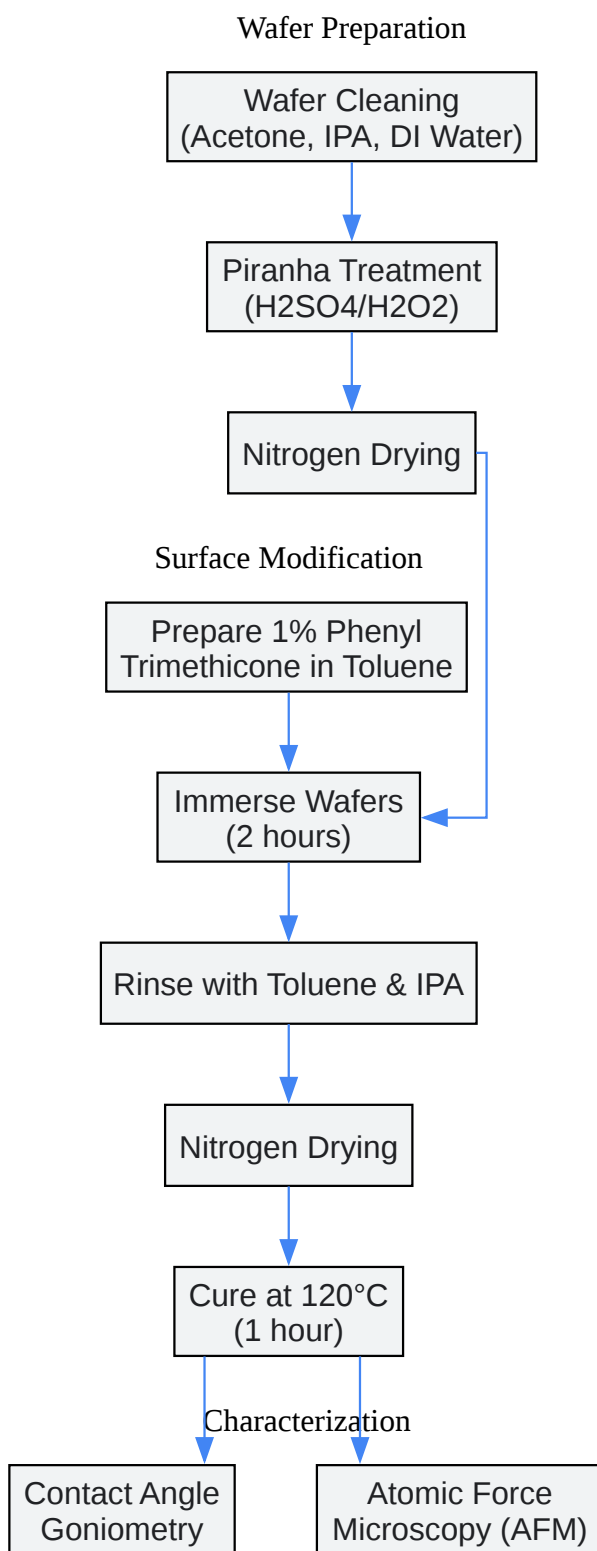 Wafer Preparation
Wafer Cleaning
(Acetone, IPA, DI Water)
Piranha Treatment
(H2SO4/H2O2)
Nitrogen Drying
Surface Modification
Prepare 1% Phenyl
Trimethicone in Toluene
Immerse Wafers
(2 hours)
Rinse with Toluene & IPA
Nitrogen Drying
Cure at 120°C
(1 hour)
Characterization
Contact Angle
Goniometry
Atomic Force
Microscopy (AFM)